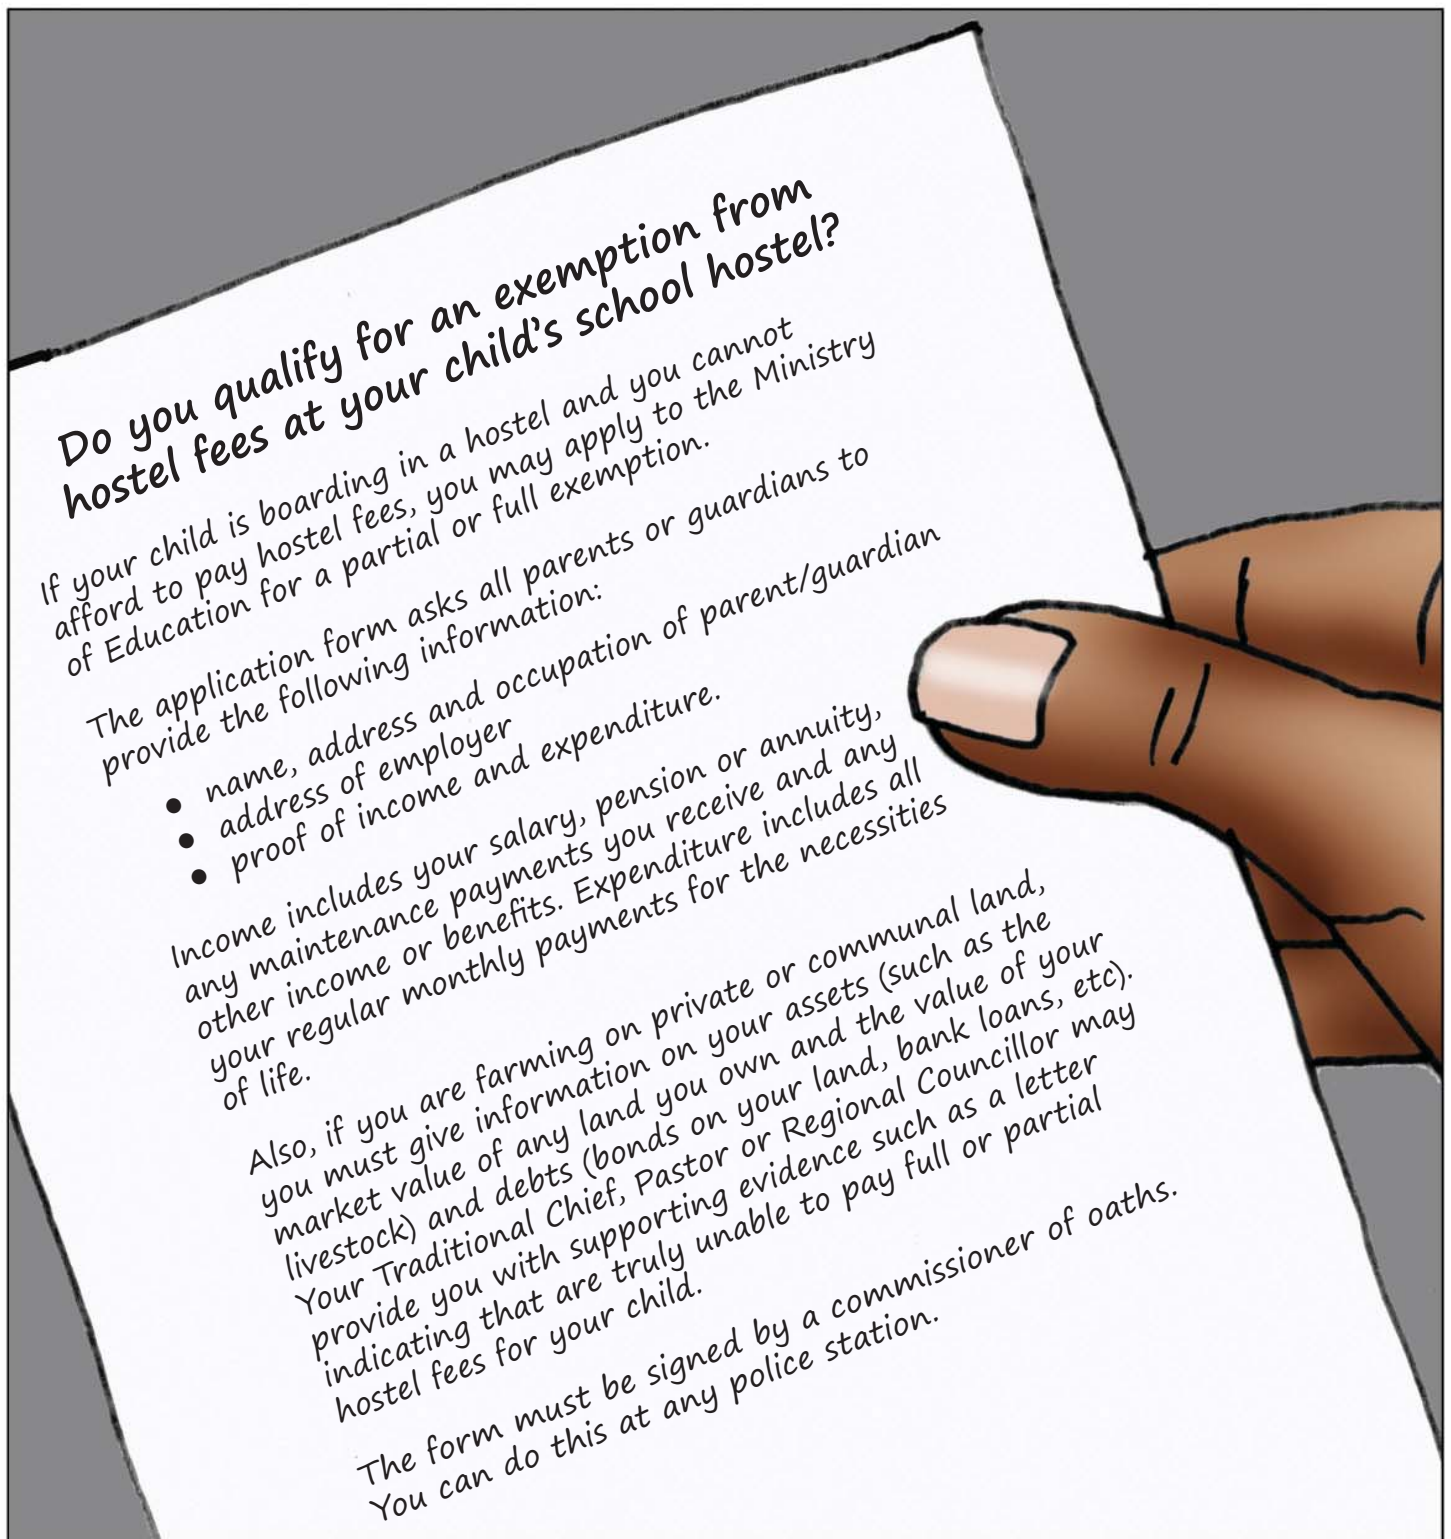 Do you qualify for an exemption from
hostel fees at your child's school hostel?
If your child is boarding in a hostel and you cannot
afford to pay hostel fees, you may apply to the Ministry
of Education for a partial or full exemption.
The application form asks all parents or guardians to
provide the following information:
• name, address and occupation of parent/guardian
• address of employer
• proof of income and expenditure.
Income includes your salary, pension or annuity,
any maintenance payments you receive and any
other income or benefits. Expenditure includes all
your regular monthly payments for the necessities
of life.
Also, if you are farming on private or communal land,
you must give information on your assets (such as the
market value of any land you own and the value of your
livestock) and debts (bonds on your land, bank loans, etc).
Your Traditional Chief, Pastor or Regional Councillor may
provide you with supporting evidence such as a letter
indicating that are truly unable to pay full or partial
hostel fees for your child.
The form must be signed by a commissioner of oaths.
You can do this at any police station.